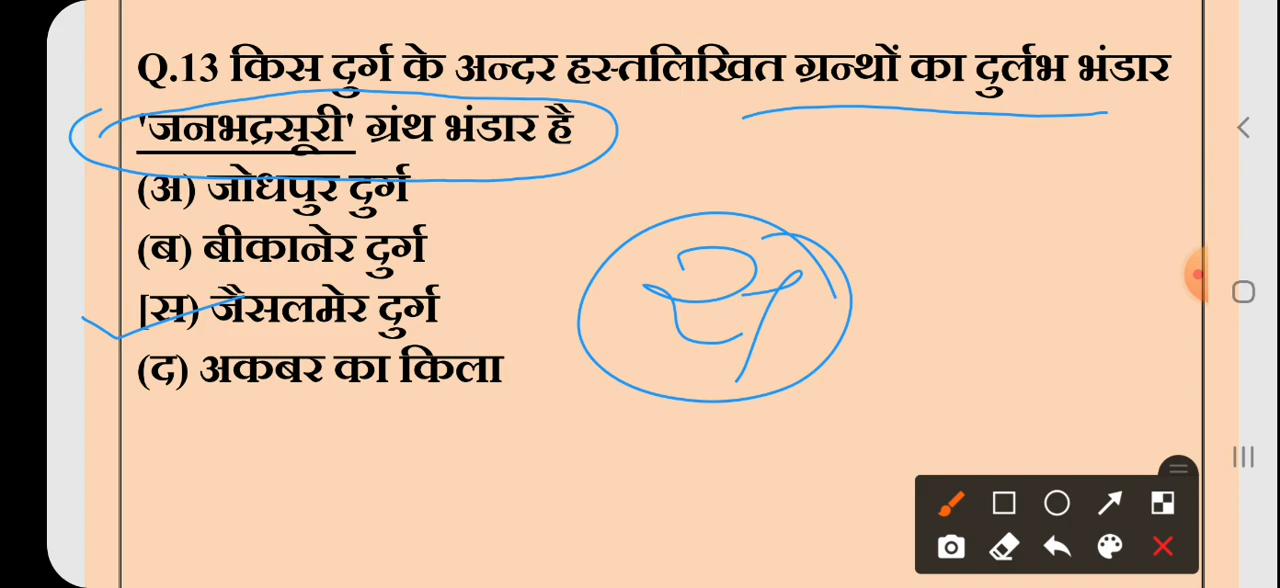 Q.13 किस दुर्ग के अन्दर हस्तलिखित ग्रन्थों का दुर्लभ भंडार
'जनभद्रसूरी' ग्रंथ भंडार है
(अ) जोधपुर दुर्ग
(ब) बीकानेर दुर्ग
[स) जैसलमेर दुर्ग
(द) अकबर का किला